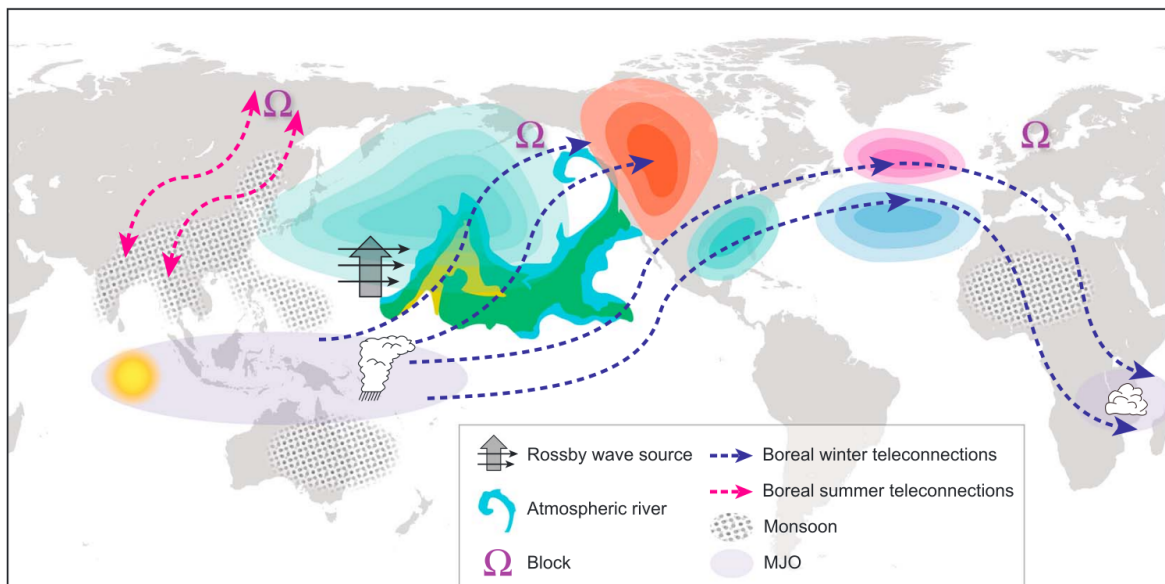 Ω
Ω
Ω
Rossby wave source
Boreal winter teleconnections
Atmospheric river
Boreal summer teleconnections
Monsoon
Ω Block
MJO